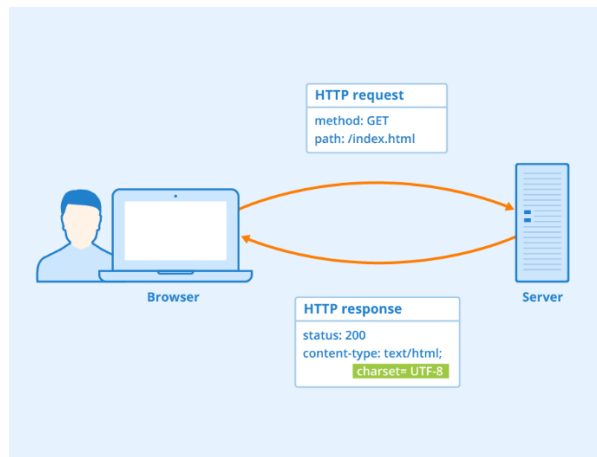 HTTP request
method: GET
path: /index.html
Browser
Server
HTTP response
status: 200
content-type: text/html;
charset= UTF-8